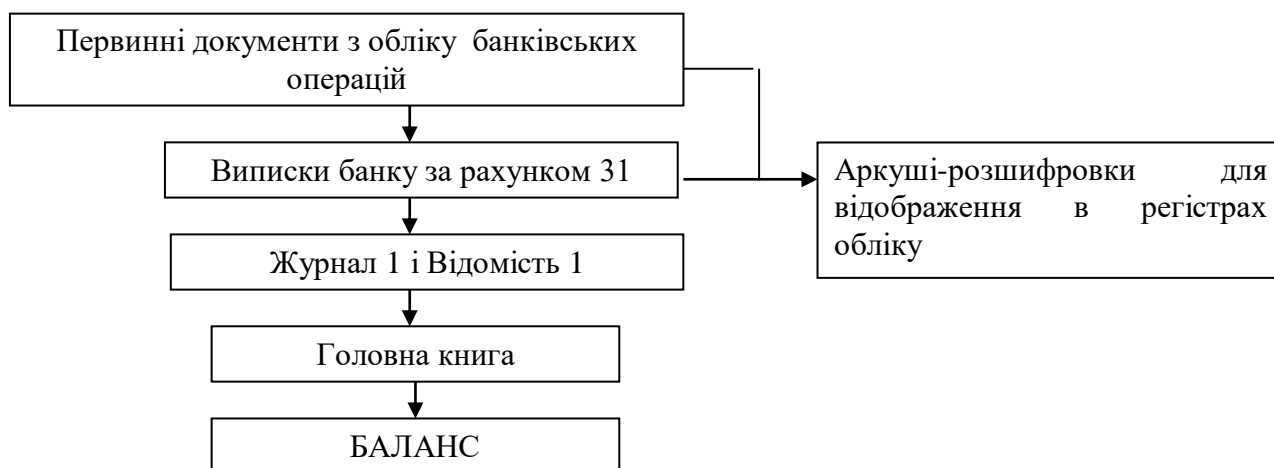 Первинні документи з обліку банківських
операцій
Виписки банку за рахунком 31
Аркуші-розшифровки для
відображення в регістрах
обліку
Журнал 1 і Відомість 1
Головна книга
БАЛАНС